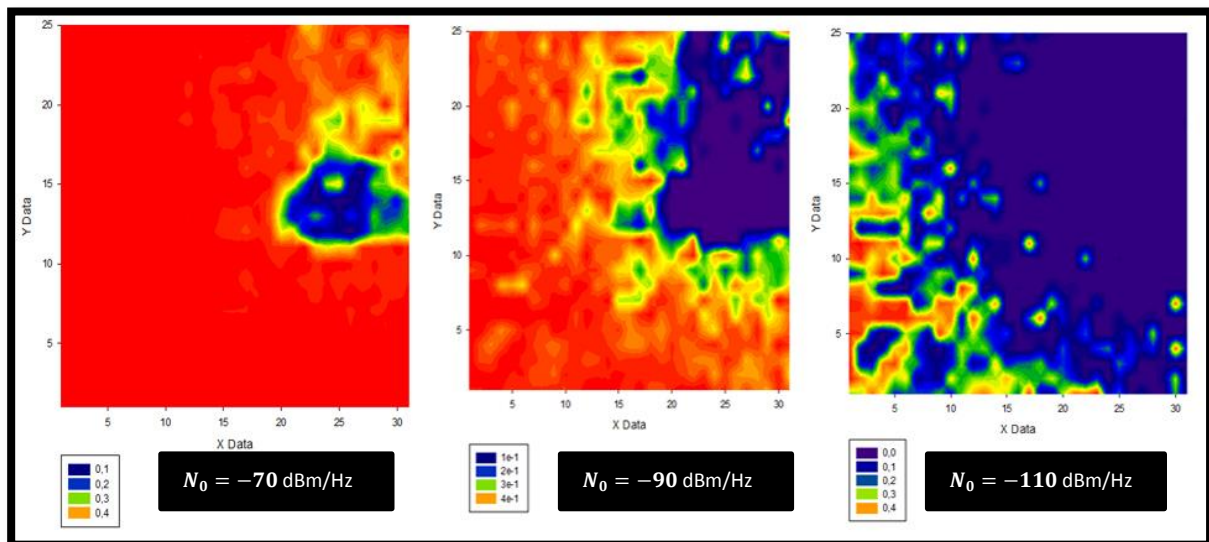 25
20
15
10
5
Y Data
5 10 15 20 25 30
X Data
0,1
0,2
0,3
0,4
N₀ = −70 dBm/Hz
25
20
15
10
5
Y Data
5 10 15 20 25 30
X Data
1e-1
2e-1
3e-1
4e-1
N₀ = −90 dBm/Hz
25
20
15
10
5
Y Data
5 10 15 20 25 30
X Data
0,0
0,1
0,2
0,3
0,4
N₀ = −110 dBm/Hz